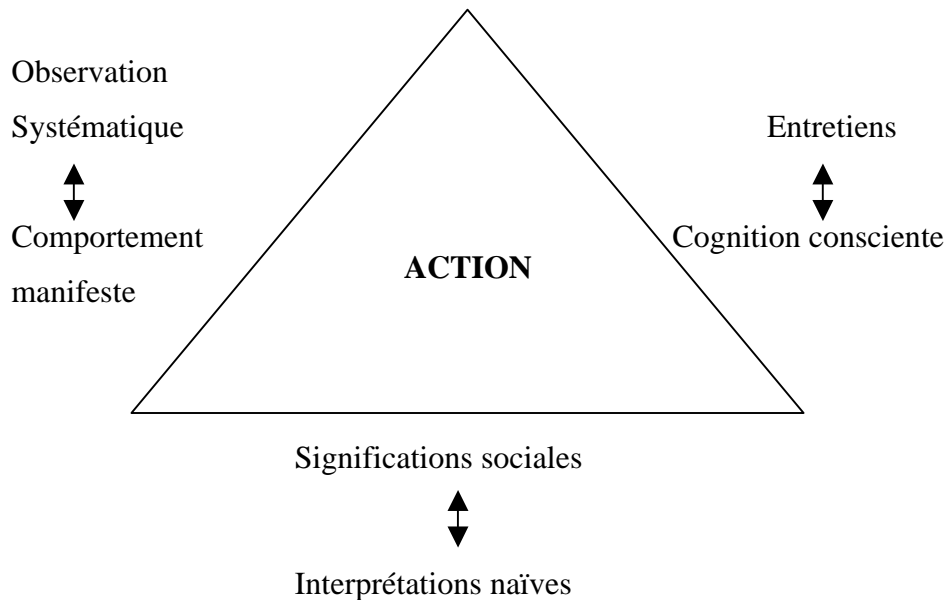 Observation
Systématique
Entretiens
Comportement
manifeste
Cognition consciente
ACTION
Significations sociales
Interprétations naïves